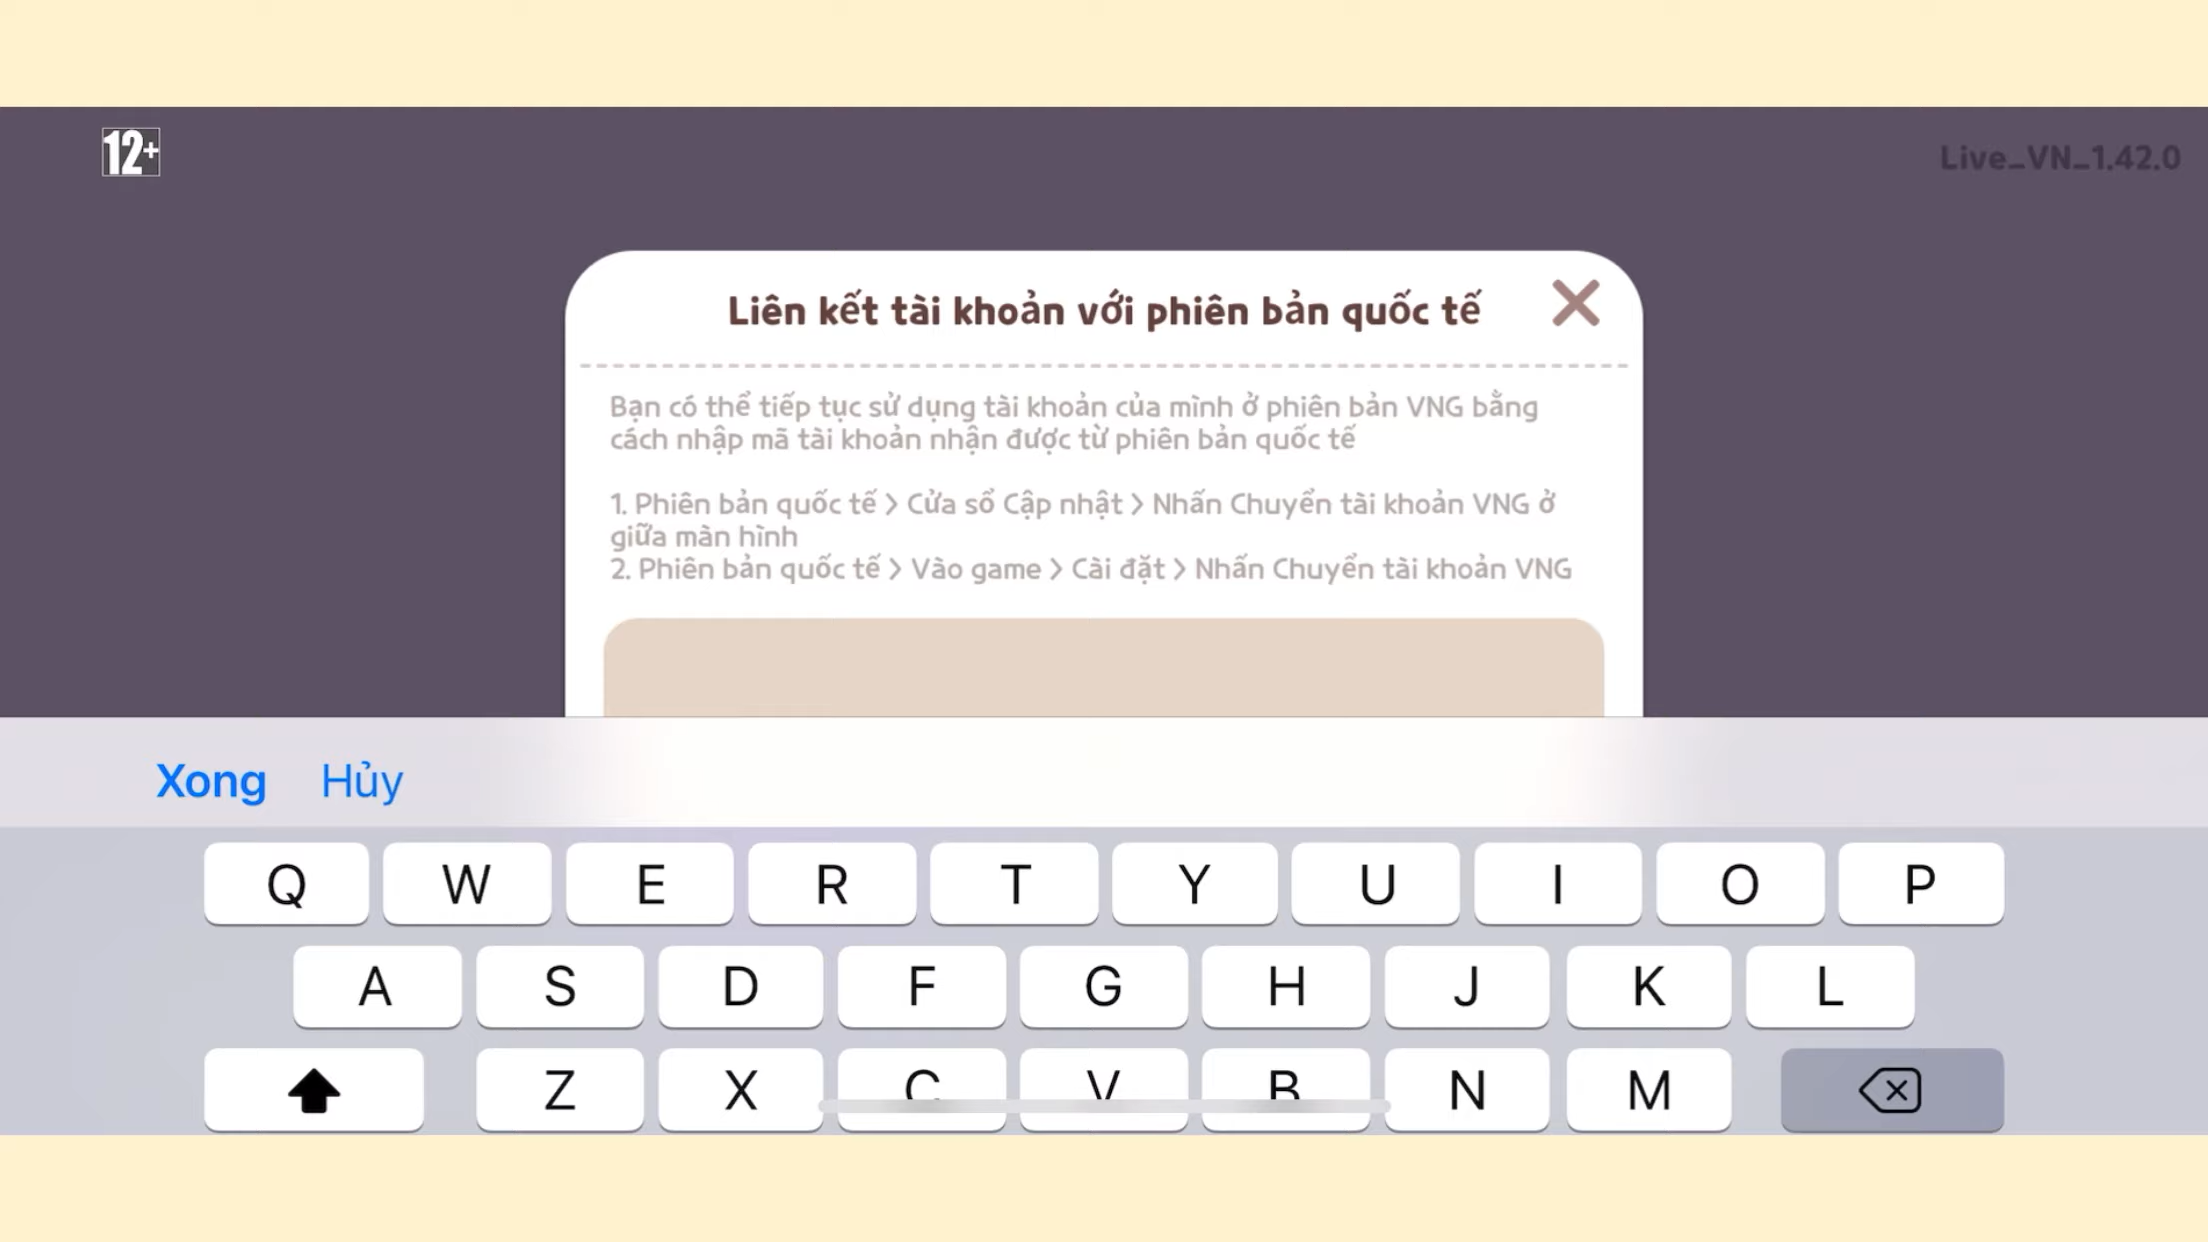 12+
Live_VN_1.42.0
Liên kết tài khoản với phiên bản quốc tế
Bạn có thể tiếp tục sử dụng tài khoản của mình ở phiên bản VNG bằng
cách nhập mã tài khoản nhận được từ phiên bản quốc tế
1. Phiên bản quốc tế > Cửa sổ Cập nhật > Nhấn Chuyển tài khoản VNG ở
giữa màn hình
2. Phiên bản quốc tế > Vào game > Cài đặt > Nhấn Chuyển tài khoản VNG
Xong Hủy
Q W E R T Y U I O P
A S D F G H J K L
Z X C V B N M